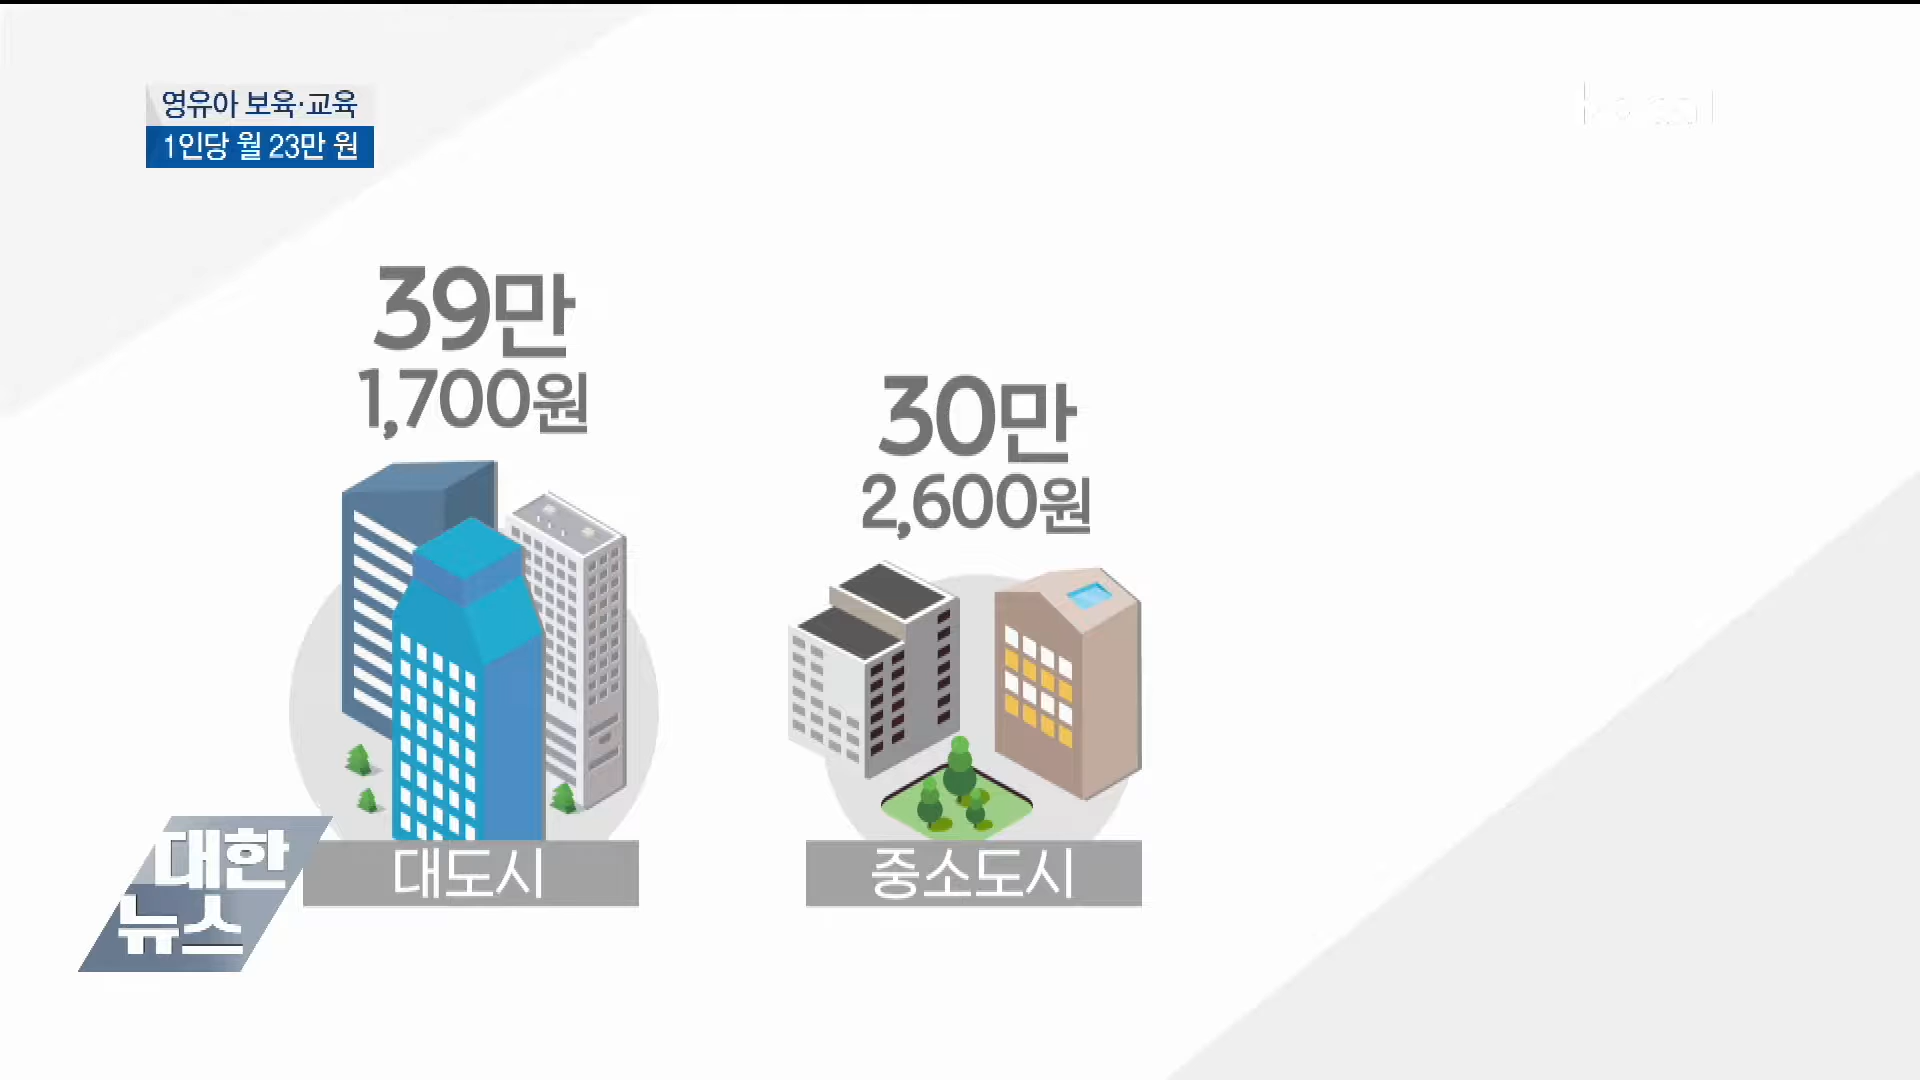 영유아 보육·교육
1인당 월 23만 원
39만
1,700원
30만
2,600원
대도시
중소도시
대한
뉴스